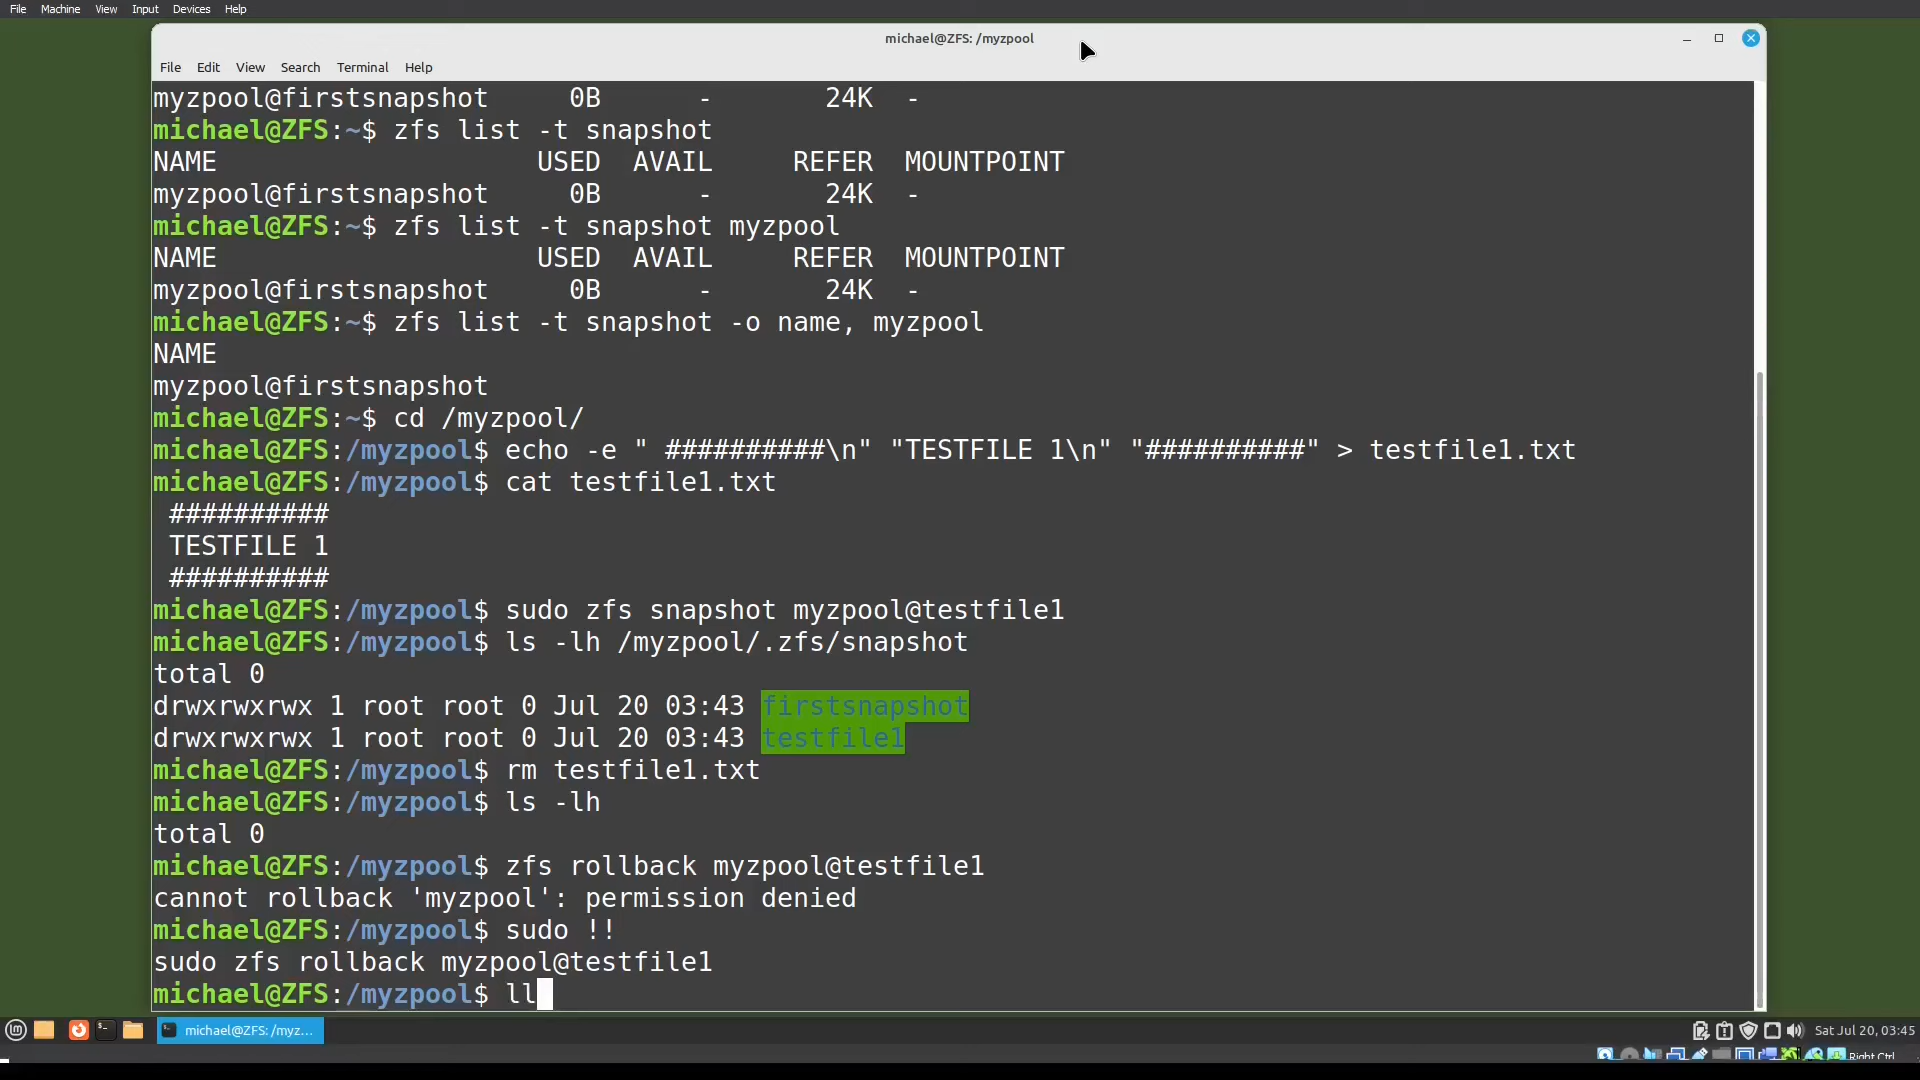 File Machine View Input Devices Help
michael@ZFS: /myzpool
File Edit View Search Terminal Help
myzpool@firstsnapshot     0B      -       24K  -
michael@ZFS:~$ zfs list -t snapshot
NAME                    USED  AVAIL     REFER  MOUNTPOINT
myzpool@firstsnapshot     0B      -       24K  -
michael@ZFS:~$ zfs list -t snapshot myzpool
NAME                    USED  AVAIL     REFER  MOUNTPOINT
myzpool@firstsnapshot     0B      -       24K  -
michael@ZFS:~$ zfs list -t snapshot -o name, myzpool
NAME
myzpool@firstsnapshot
michael@ZFS:~$ cd /myzpool/
michael@ZFS:/myzpool$ echo -e " ##########\n" "TESTFILE 1\n" "##########" > testfile1.txt
michael@ZFS:/myzpool$ cat testfile1.txt
 ##########
 TESTFILE 1
 ##########
michael@ZFS:/myzpool$ sudo zfs snapshot myzpool@testfile1
michael@ZFS:/myzpool$ ls -lh /myzpool/.zfs/snapshot
total 0
drwxrwxrwx 1 root root 0 Jul 20 03:43 firstsnapshot
drwxrwxrwx 1 root root 0 Jul 20 03:43 testfile1
michael@ZFS:/myzpool$ rm testfile1.txt
michael@ZFS:/myzpool$ ls -lh
total 0
michael@ZFS:/myzpool$ zfs rollback myzpool@testfile1
cannot rollback 'myzpool': permission denied
michael@ZFS:/myzpool$ sudo !!
sudo zfs rollback myzpool@testfile1
michael@ZFS:/myzpool$ ll
michael@ZFS: /myz...
Sat Jul 20, 03:45
Right Ctrl